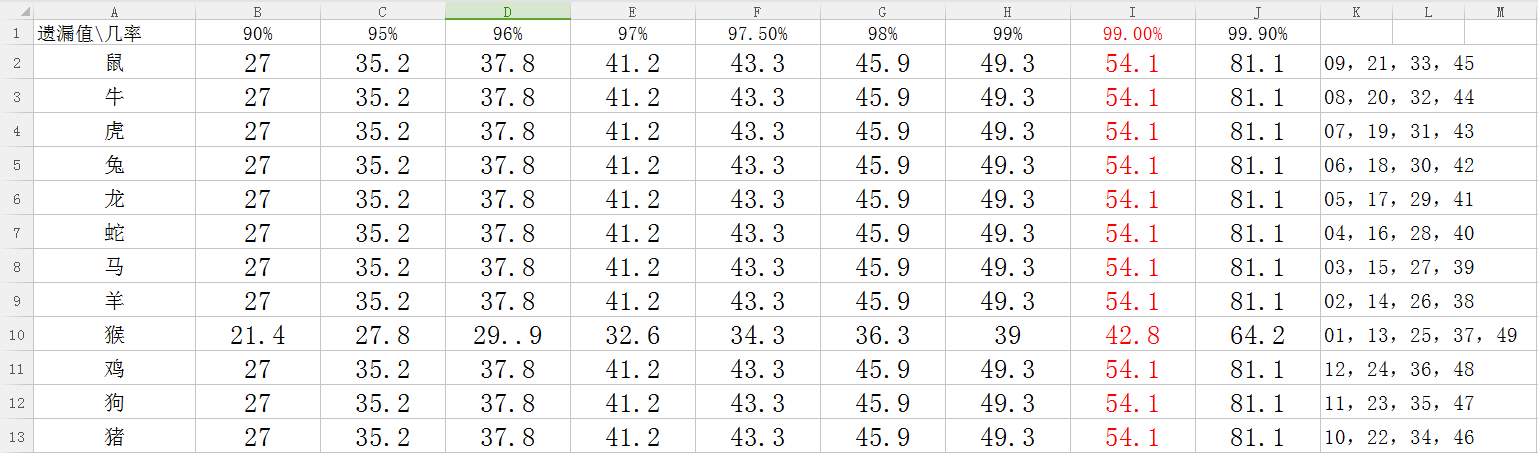 A B C D E F G H I J K L M
1 遗漏值\几率 90% 95% 96% 97% 97.50% 98% 99% 99.00% 99.90%
2 鼠 27 35.2 37.8 41.2 43.3 45.9 49.3 54.1 81.1 09, 21, 33, 45
3 牛 27 35.2 37.8 41.2 43.3 45.9 49.3 54.1 81.1 08, 20, 32, 44
4 虎 27 35.2 37.8 41.2 43.3 45.9 49.3 54.1 81.1 07, 19, 31, 43
5 兔 27 35.2 37.8 41.2 43.3 45.9 49.3 54.1 81.1 06, 18, 30, 42
6 龙 27 35.2 37.8 41.2 43.3 45.9 49.3 54.1 81.1 05, 17, 29, 41
7 蛇 27 35.2 37.8 41.2 43.3 45.9 49.3 54.1 81.1 04, 16, 28, 40
8 马 27 35.2 37.8 41.2 43.3 45.9 49.3 54.1 81.1 03, 15, 27, 39
9 羊 27 35.2 37.8 41.2 43.3 45.9 49.3 54.1 81.1 02, 14, 26, 38
10 猴 21.4 27.8 29..9 32.6 34.3 36.3 39 42.8 64.2 01, 13, 25, 37, 49
11 鸡 27 35.2 37.8 41.2 43.3 45.9 49.3 54.1 81.1 12, 24, 36, 48
12 狗 27 35.2 37.8 41.2 43.3 45.9 49.3 54.1 81.1 11, 23, 35, 47
13 猪 27 35.2 37.8 41.2 43.3 45.9 49.3 54.1 81.1 10, 22, 34, 46